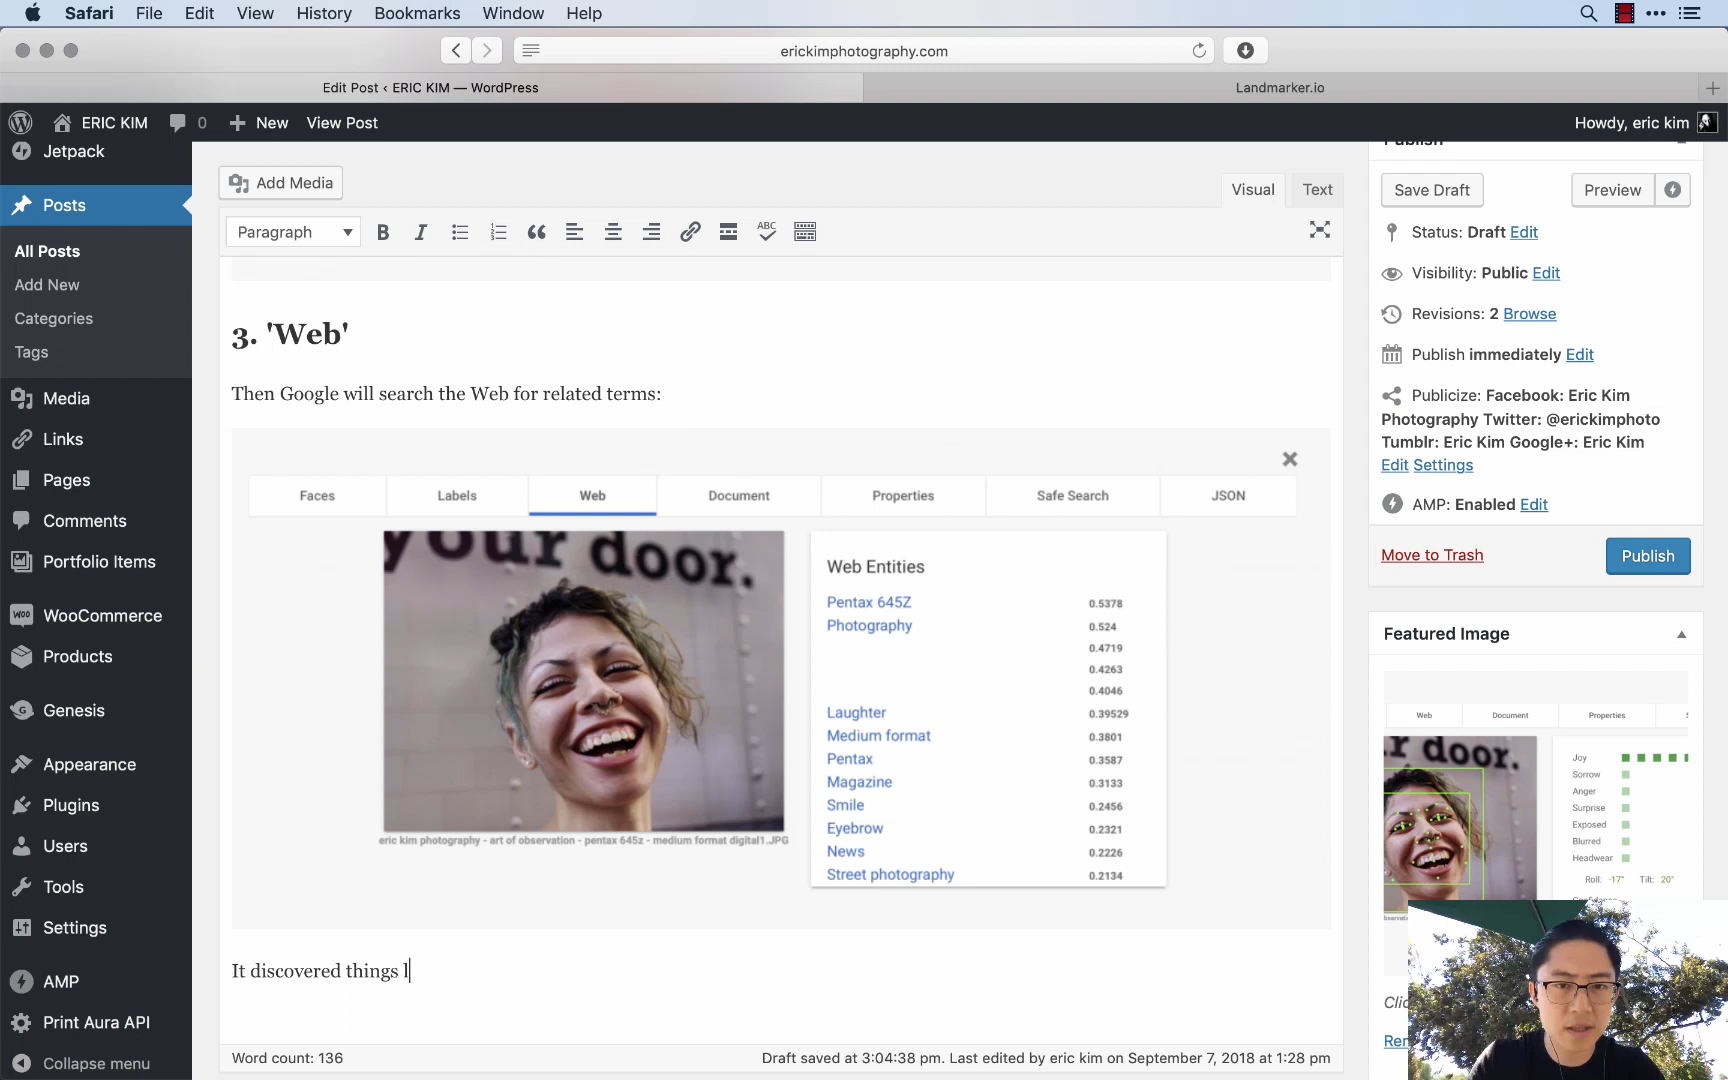 Safari File Edit View History Bookmarks Window Help
erickimphotography.com
Edit Post ‹ ERIC KIM — WordPress
Landmarker.io
ERIC KIM 0 New View Post
Howdy, eric kim
Jetpack
Posts
All Posts
Add New
Categories
Tags
Media
Links
Pages
Comments
Portfolio Items
WooCommerce
Products
Genesis
Appearance
Plugins
Users
Tools
Settings
AMP
Print Aura API
Collapse menu
Add Media
Visual Text
Paragraph
B I ABC
3. 'Web'
Then Google will search the Web for related terms:
Faces Labels Web Document Properties Safe Search JSON
your door.
eric kim photography - art of observation - pentax 645z - medium format digital1.JPG
Web Entities
Pentax 645Z 0.5378
Photography 0.524
0.4719
0.4263
0.4046
Laughter 0.39529
Medium format 0.3801
Pentax 0.3587
Magazine 0.3133
Smile 0.2456
Eyebrow 0.2321
News 0.2226
Street photography 0.2134
It discovered things l
Word count: 136
Draft saved at 3:04:38 pm. Last edited by eric kim on September 7, 2018 at 1:28 pm
Publish
Save Draft Preview
Status: Draft Edit
Visibility: Public Edit
Revisions: 2 Browse
Publish immediately Edit
Publicize: Facebook: Eric Kim
Photography Twitter: @erickimphoto
Tumblr: Eric Kim Google+: Eric Kim
Edit Settings
AMP: Enabled Edit
Move to Trash Publish
Featured Image
Web Document Properties
r door.
Joy
Sorrow
Anger
Surprise
Exposed
Blurred
Headwear
Roll: -17° Tilt: 20°